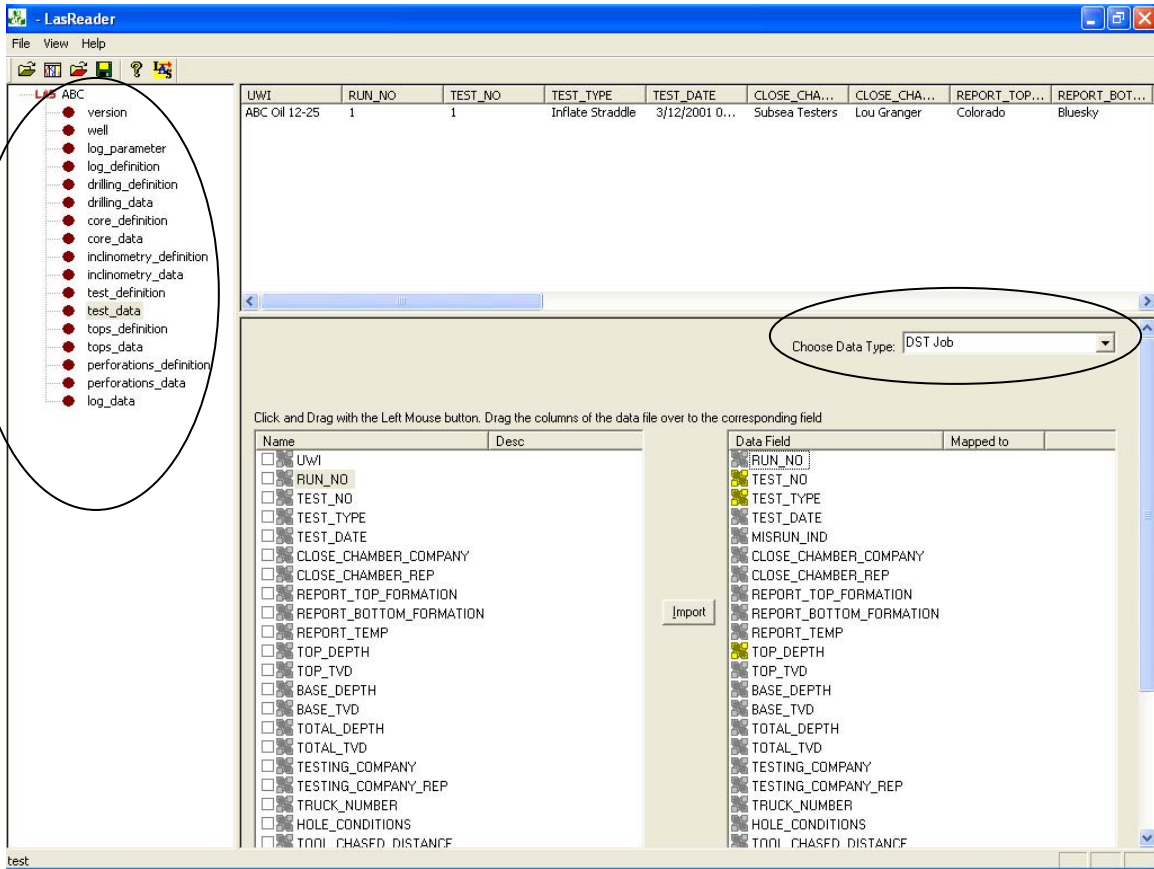 - LasReader
File View Help
LAS ABC
version
well
log_parameter
log_definition
drilling_definition
drilling_data
core_definition
core_data
inclinometry_definition
inclinometry_data
test_definition
test_data
tops_definition
tops_data
perforations_definition
perforations_data
log_data
UWI RUN_NO TEST_NO TEST_TYPE TEST_DATE CLOSE_CHA... CLOSE_CHA... REPORT_TOP... REPORT_BOT...
ABC Oil 12-25 1 1 Inflate Straddle 3/12/2001 0... Subsea Testers Lou Granger Colorado Bluesky
Choose Data Type: DST Job
Click and Drag with the Left Mouse button. Drag the columns of the data file over to the corresponding field
Name Desc
UWI
RUN_NO
TEST_NO
TEST_TYPE
TEST_DATE
CLOSE_CHAMBER_COMPANY
CLOSE_CHAMBER_REP
REPORT_TOP_FORMATION
REPORT_BOTTOM_FORMATION
REPORT_TEMP
TOP_DEPTH
TOP_TVD
BASE_DEPTH
BASE_TVD
TOTAL_DEPTH
TOTAL_TVD
TESTING_COMPANY
TESTING_COMPANY_REP
TRUCK_NUMBER
HOLE_CONDITIONS
TOOL_CHASED_DISTANCE
Import
Data Field Mapped to
RUN_NO
TEST_NO
TEST_TYPE
TEST_DATE
MISRUN_IND
CLOSE_CHAMBER_COMPANY
CLOSE_CHAMBER_REP
REPORT_TOP_FORMATION
REPORT_BOTTOM_FORMATION
REPORT_TEMP
TOP_DEPTH
TOP_TVD
BASE_DEPTH
BASE_TVD
TOTAL_DEPTH
TOTAL_TVD
TESTING_COMPANY
TESTING_COMPANY_REP
TRUCK_NUMBER
HOLE_CONDITIONS
TOOL_CHASED_DISTANCE
test